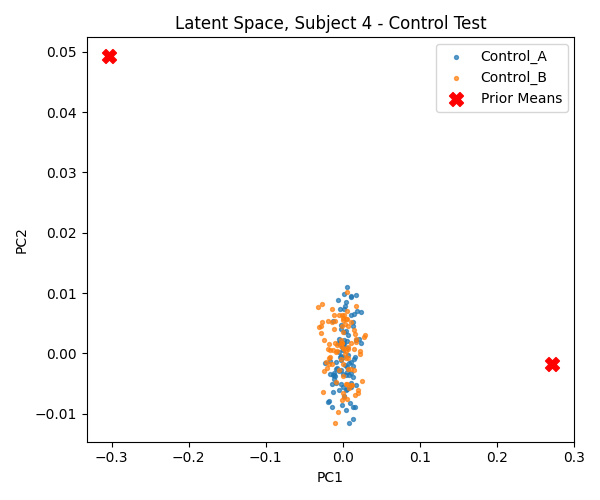 Latent Space, Subject 4 - Control Test
Control_A
Control_B
Prior Means
PC2
0.05
0.04
0.03
0.02
0.01
0.00
−0.01
−0.3
−0.2
−0.1
0.0
0.1
0.2
0.3
PC1